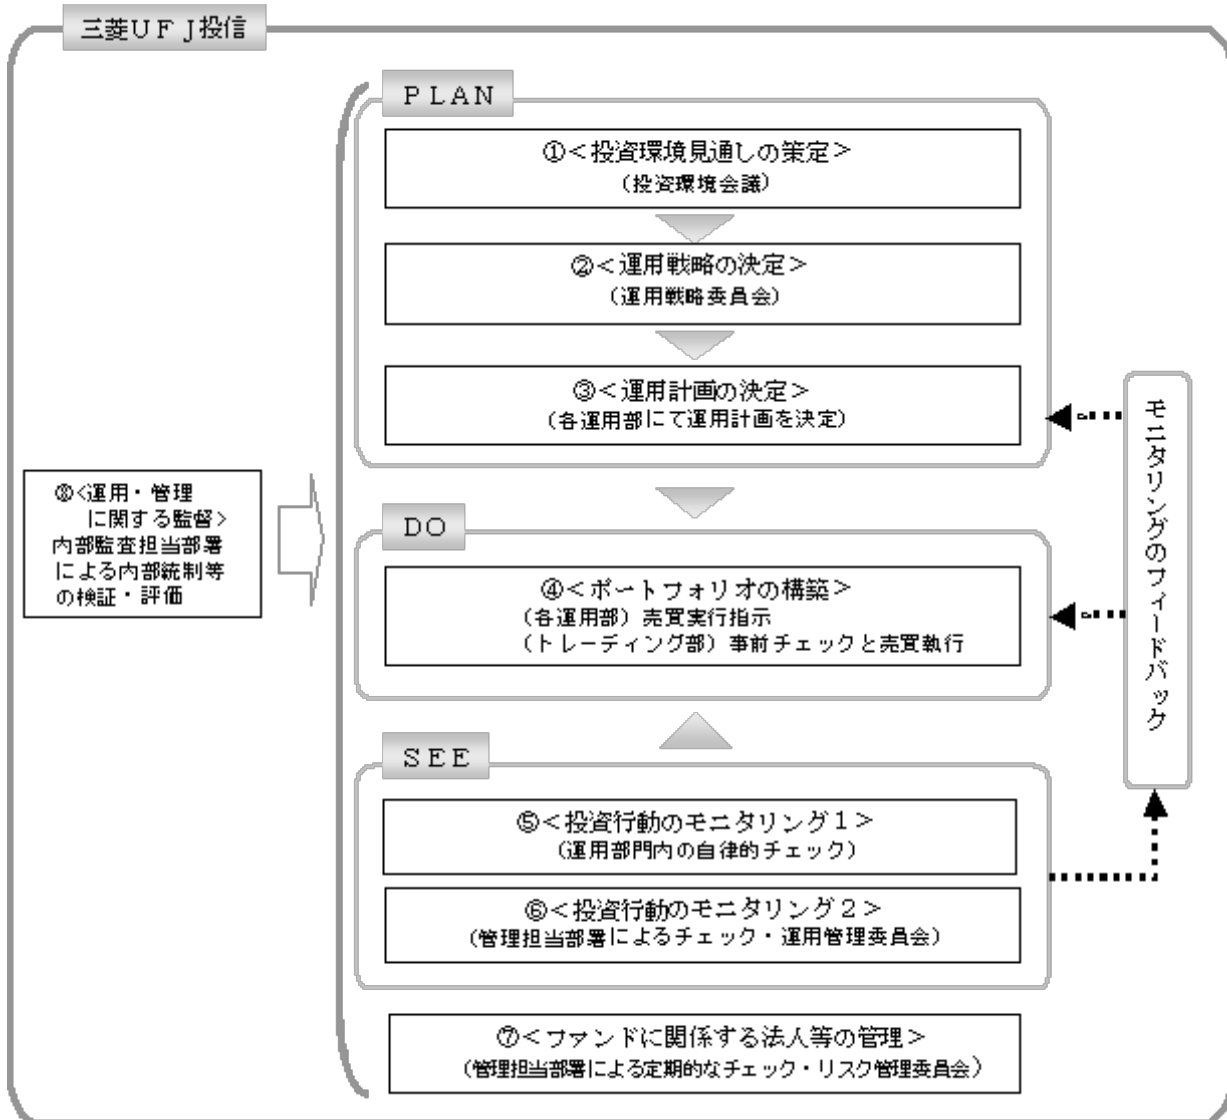 三菱UFJ投信
PLAN
①<投資環境見通しの策定>
(投資環境会議)
②<運用戦略の決定>
(運用戦略委員会)
③<運用計画の決定>
(各運用部にて運用計画を決定)
DO
④<ポートフォリオの構築>
(各運用部)売買実行指示
(トレーディング部)事前チェックと売買執行
SEE
⑤<投資行動のモニタリング1>
(運用部門内の自律的チェック)
⑥<投資行動のモニタリング2>
(管理担当部署によるチェック・運用管理委員会)
⑦<ファンドに関係する法人等の管理>
(管理担当部署による定期的なチェック・リスク管理委員会)
⑧<運用・管理
に関する監督>
内部監査担当部署
による内部統制等
の検証・評価
モニタリングのフィードバック